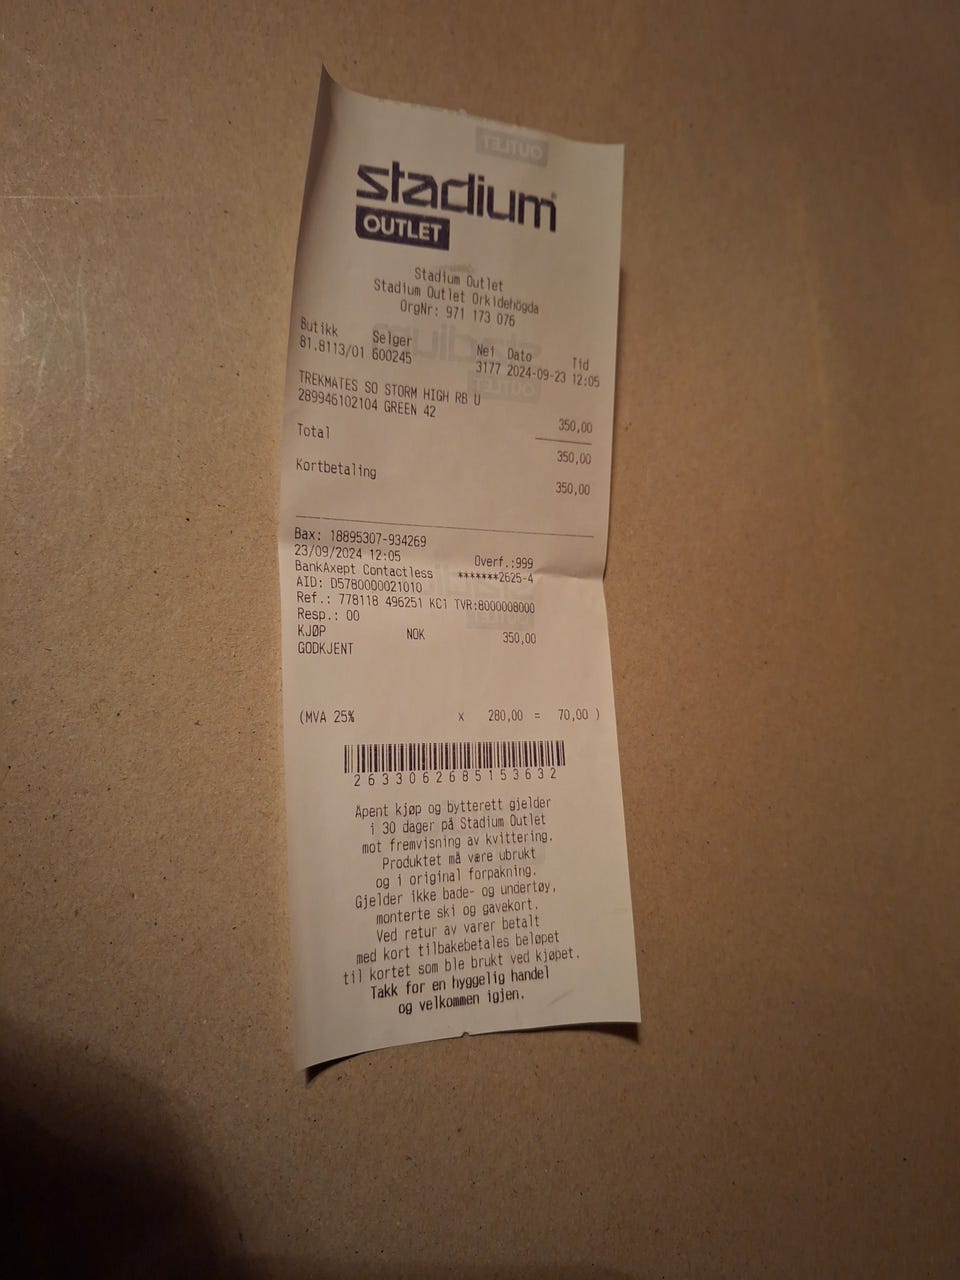 stadium
OUTLET
Stadium Outlet
Stadium Outlet Orkidehögda
OrgNr: 971 173 076
Butikk Selger Nei Dato Tid
81.8113/01 600245 3177 2024-09-23 12:05
TREKMATES SO STORM HIGH RB U
289946102104 GREEN 42 350,00
Total 350,00
Kortbetaling 350,00
Bax: 18895307-934269
23/09/2024 12:05 Overf.:999
BankAxept Contactless *******2625-4
AID: D5780000021010
Ref.: 778118 496251 KC1 TVR:8000008000
Resp.: 00
KJØP NOK 350,00
GODKJENT
(MVA 25% x 280,00 = 70,00 )
2633062685153632
Åpent kjøp og bytterett gjelder
i 30 dager på Stadium Outlet
mot fremvisning av kvittering.
Produktet må være ubrukt
og i original forpakning.
Gjelder ikke bade- og undertøy,
monterte ski og gavekort.
Ved retur av varer betalt
med kort tilbakebetales beløpet
til kortet som ble brukt ved kjøpet.
Takk for en hyggelig handel
og velkommen igjen.